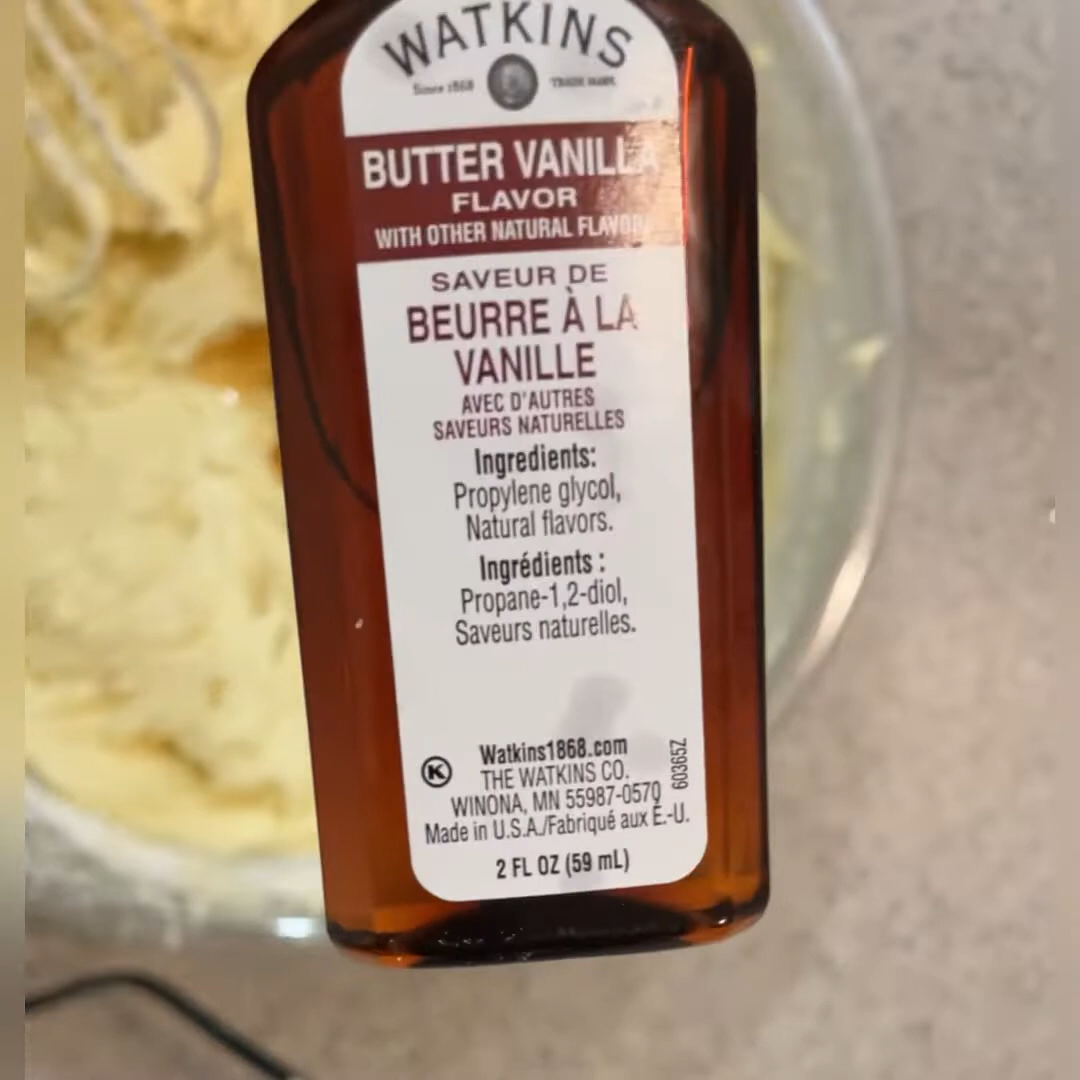 WATKINS
Since 1868 TRADE MARK
BUTTER VANILLA
FLAVOR
WITH OTHER NATURAL FLAVORS
SAVEUR DE
BEURRE À LA
VANILLE
AVEC D'AUTRES
SAVEURS NATURELLES
Ingredients:
Propylene glycol,
Natural flavors.
Ingrédients :
Propane-1,2-diol,
Saveurs naturelles.
K
Watkins1868.com
THE WATKINS CO.
WINONA, MN 55987-0570
Made in U.S.A./Fabriqué aux É.-U.
60365Z
2 FL OZ (59 mL)